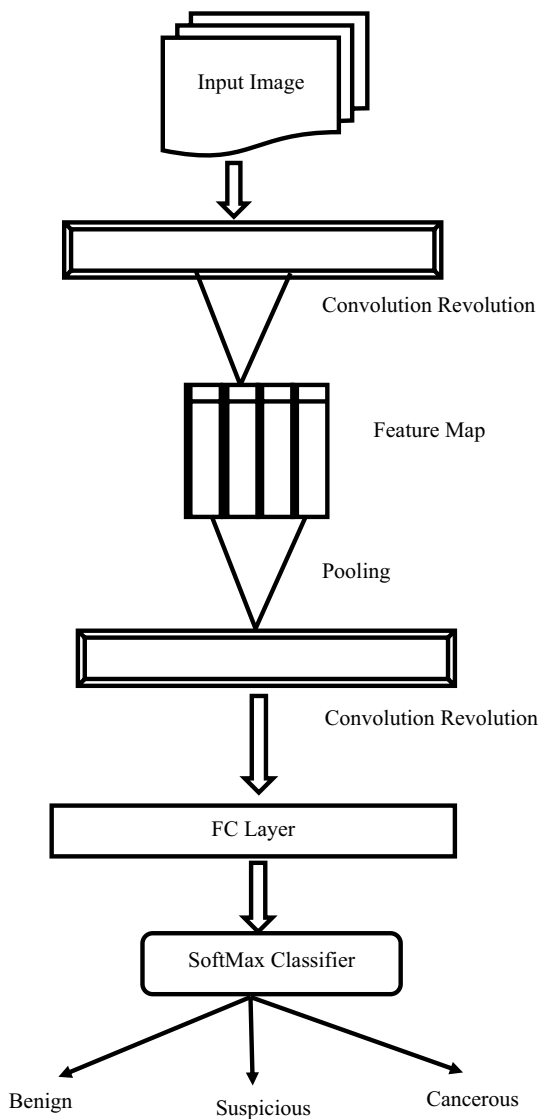 Input Image
Convolution Revolution
Feature Map
Pooling
Convolution Revolution
FC Layer
SoftMax Classifier
Benign
Suspicious
Cancerous